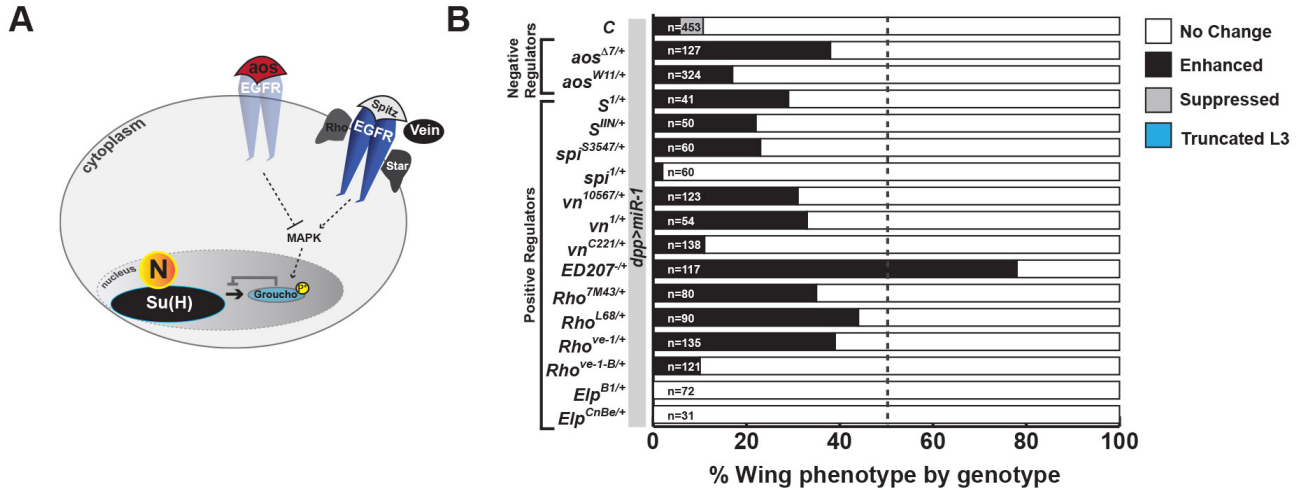 A
aos
EGFR
Spitz
Rho
EGFR
Vein
Star
cytoplasm
MAPK
nucleus
N
Su(H)
Groucho
P+
B
Negative Regulators
Positive Regulators
dpp>miR-1
C n=453
aos Δ7/+ n=127
aos W11/+ n=324
S 1/+ n=41
S IIN/+ n=50
spi S3547/+ n=60
spi 1/+ n=60
vn 10567/+ n=123
vn 1/+ n=54
vn C221/+ n=138
ED207 -/+ n=117
Rho 7M43/+ n=80
Rho L68/+ n=90
Rho ve-1/+ n=135
Rho ve-1-B/+ n=121
Elp B1/+ n=72
Elp CnBe/+ n=31
0 20 40 60 80 100
% Wing phenotype by genotype
No Change
Enhanced
Suppressed
Truncated L3